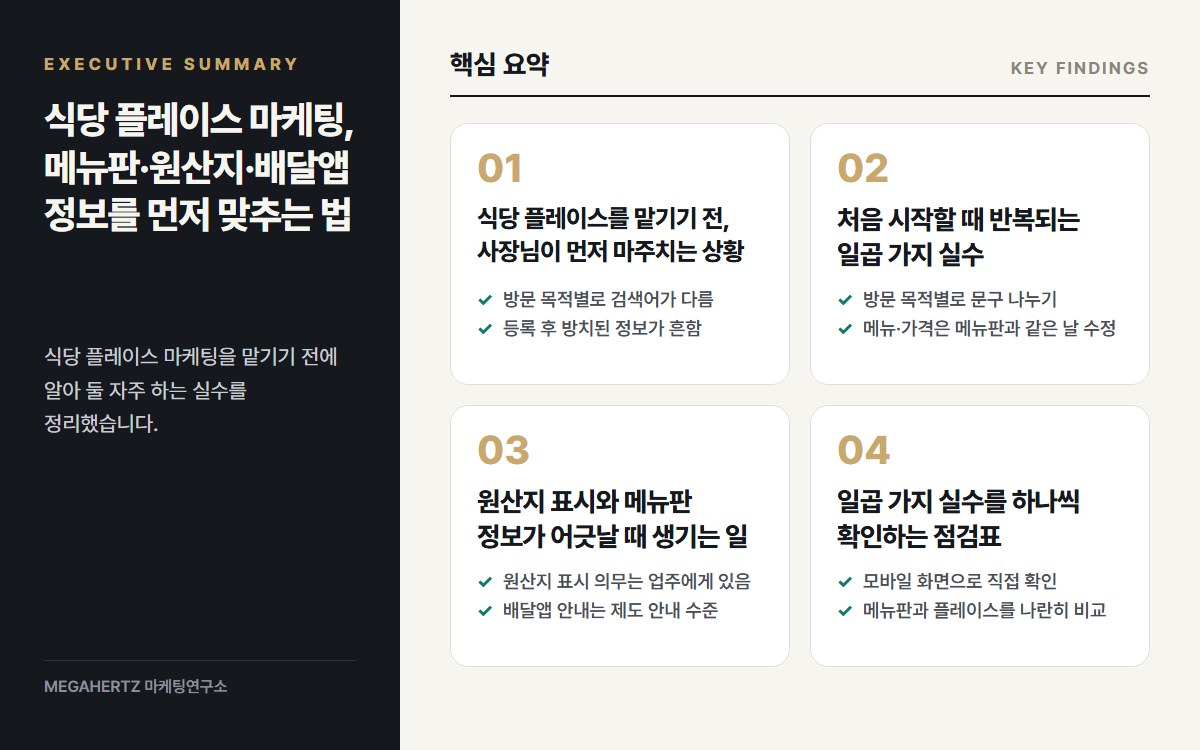 EXECUTIVE SUMMARY
식당 플레이스 마케팅,
메뉴판·원산지·배달앱
정보를 먼저 맞추는 법
식당 플레이스 마케팅을 맡기기 전에
알아 둘 자주 하는 실수를
정리했습니다.
MEGAHERTZ 마케팅연구소
핵심 요약
KEY FINDINGS
01
식당 플레이스를 맡기기 전,
사장님이 먼저 마주치는 상황
방문 목적별로 검색어가 다름
등록 후 방치된 정보가 흔함
02
처음 시작할 때 반복되는
일곱 가지 실수
방문 목적별로 문구 나누기
메뉴·가격은 메뉴판과 같은 날 수정
03
원산지 표시와 메뉴판
정보가 어긋날 때 생기는 일
원산지 표시 의무는 업주에게 있음
배달앱 안내는 제도 안내 수준
04
일곱 가지 실수를 하나씩
확인하는 점검표
모바일 화면으로 직접 확인
메뉴판과 플레이스를 나란히 비교